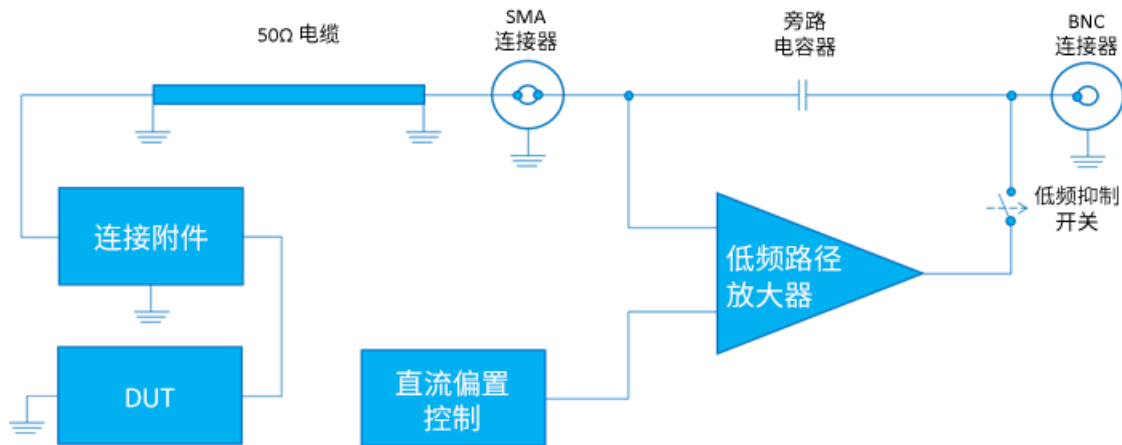 50Ω 电缆
SMA
连接器
旁路
电容器
BNC
连接器
低频抑制
开关
连接附件
低频路径
放大器
DUT
直流偏置
控制